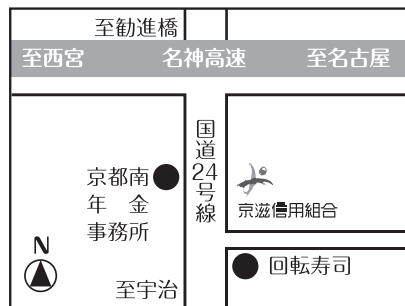 至勧進橋
至西宮 名神高速 至名古屋
国道24号線
京都南
年金
事務所
京滋信用組合
N
回転寿司
至宇治